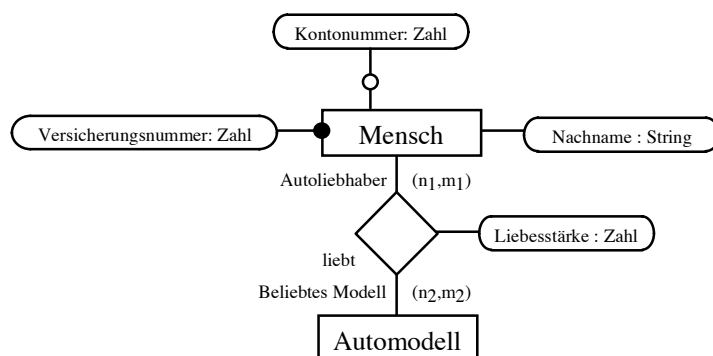 Kontonummer: Zahl
Versicherungsnummer: Zahl
Mensch
Nachname : String
Autoliebhaber
(n1,m1)
Liebesstärke : Zahl
liebt
Beliebtes Modell
(n2,m2)
Automodell